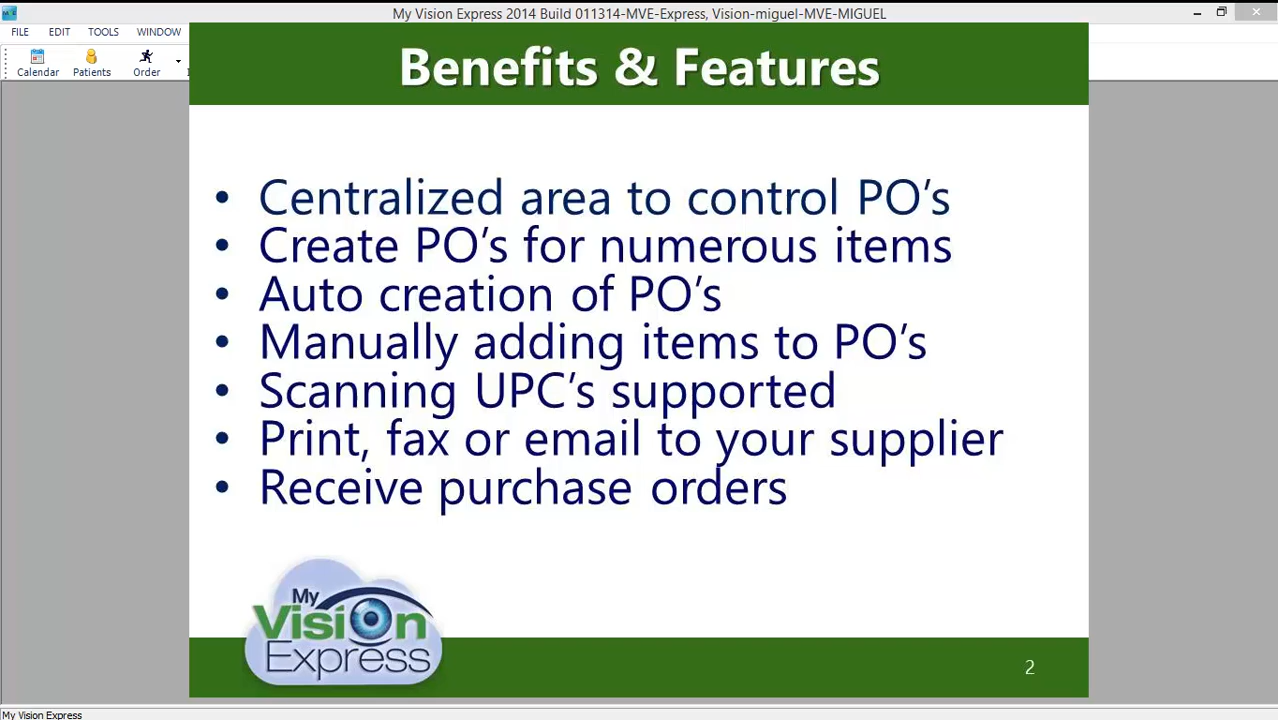 My Vision Express 2014 Build 011314-MVE-Express, Vision-miguel-MVE-MIGUEL
FILE EDIT TOOLS WINDOW
Calendar Patients Order
Benefits & Features
• Centralized area to control PO's
• Create PO's for numerous items
• Auto creation of PO's
• Manually adding items to PO's
• Scanning UPC's supported
• Print, fax or email to your supplier
• Receive purchase orders
My
Vision
Express
2
My Vision Express